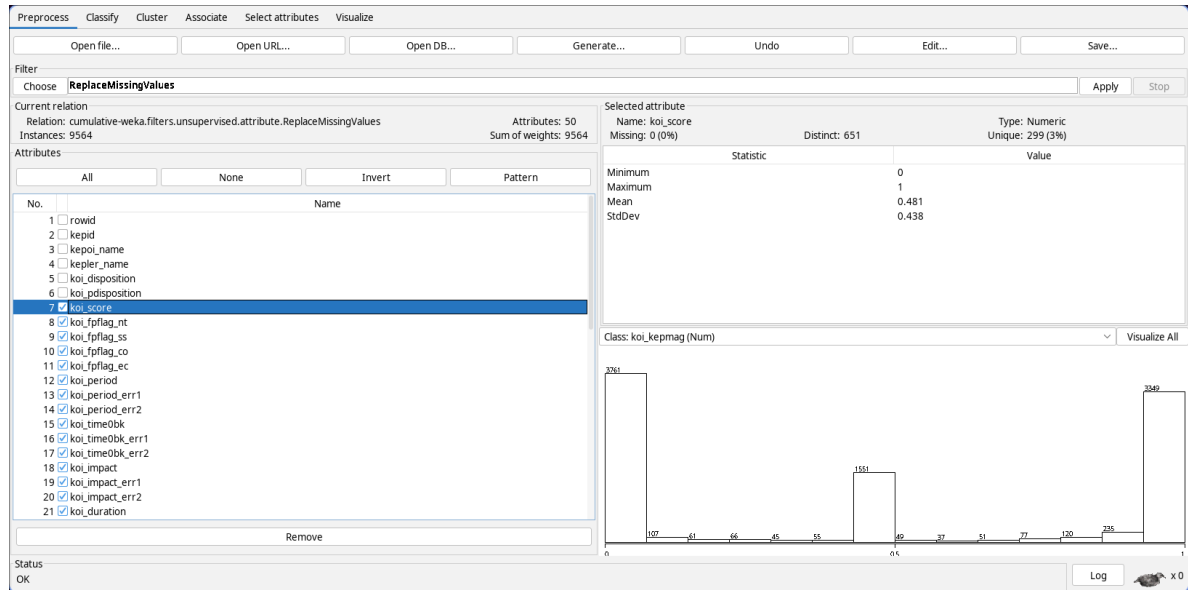 Preprocess Classify Cluster Associate Select attributes Visualize
Open file... Open URL... Open DB... Generate... Undo Edit... Save...
Filter
Choose ReplaceMissingValues Apply Stop
Current relation
Relation: cumulative-weka.filters.unsupervised.attribute.ReplaceMissingValues Attributes: 50
Instances: 9564 Sum of weights: 9564
Attributes
All None Invert Pattern
No. Name
1 rowid
2 kepid
3 kepoi_name
4 kepler_name
5 koi_disposition
6 koi_pdisposition
7 koi_score
8 koi_fpflag_nt
9 koi_fpflag_ss
10 koi_fpflag_co
11 koi_fpflag_ec
12 koi_period
13 koi_period_err1
14 koi_period_err2
15 koi_time0bk
16 koi_time0bk_err1
17 koi_time0bk_err2
18 koi_impact
19 koi_impact_err1
20 koi_impact_err2
21 koi_duration
Remove
Selected attribute
Name: koi_score Type: Numeric
Missing: 0 (0%) Distinct: 651 Unique: 299 (3%)
Statistic Value
Minimum 0
Maximum 1
Mean 0.481
StdDev 0.438
Class: koi_kepmag (Num) Visualize All
3761 107 61 66 45 55 1551 49 37 51 77 120 235 3349
0 0.5 1
Status
OK Log x 0